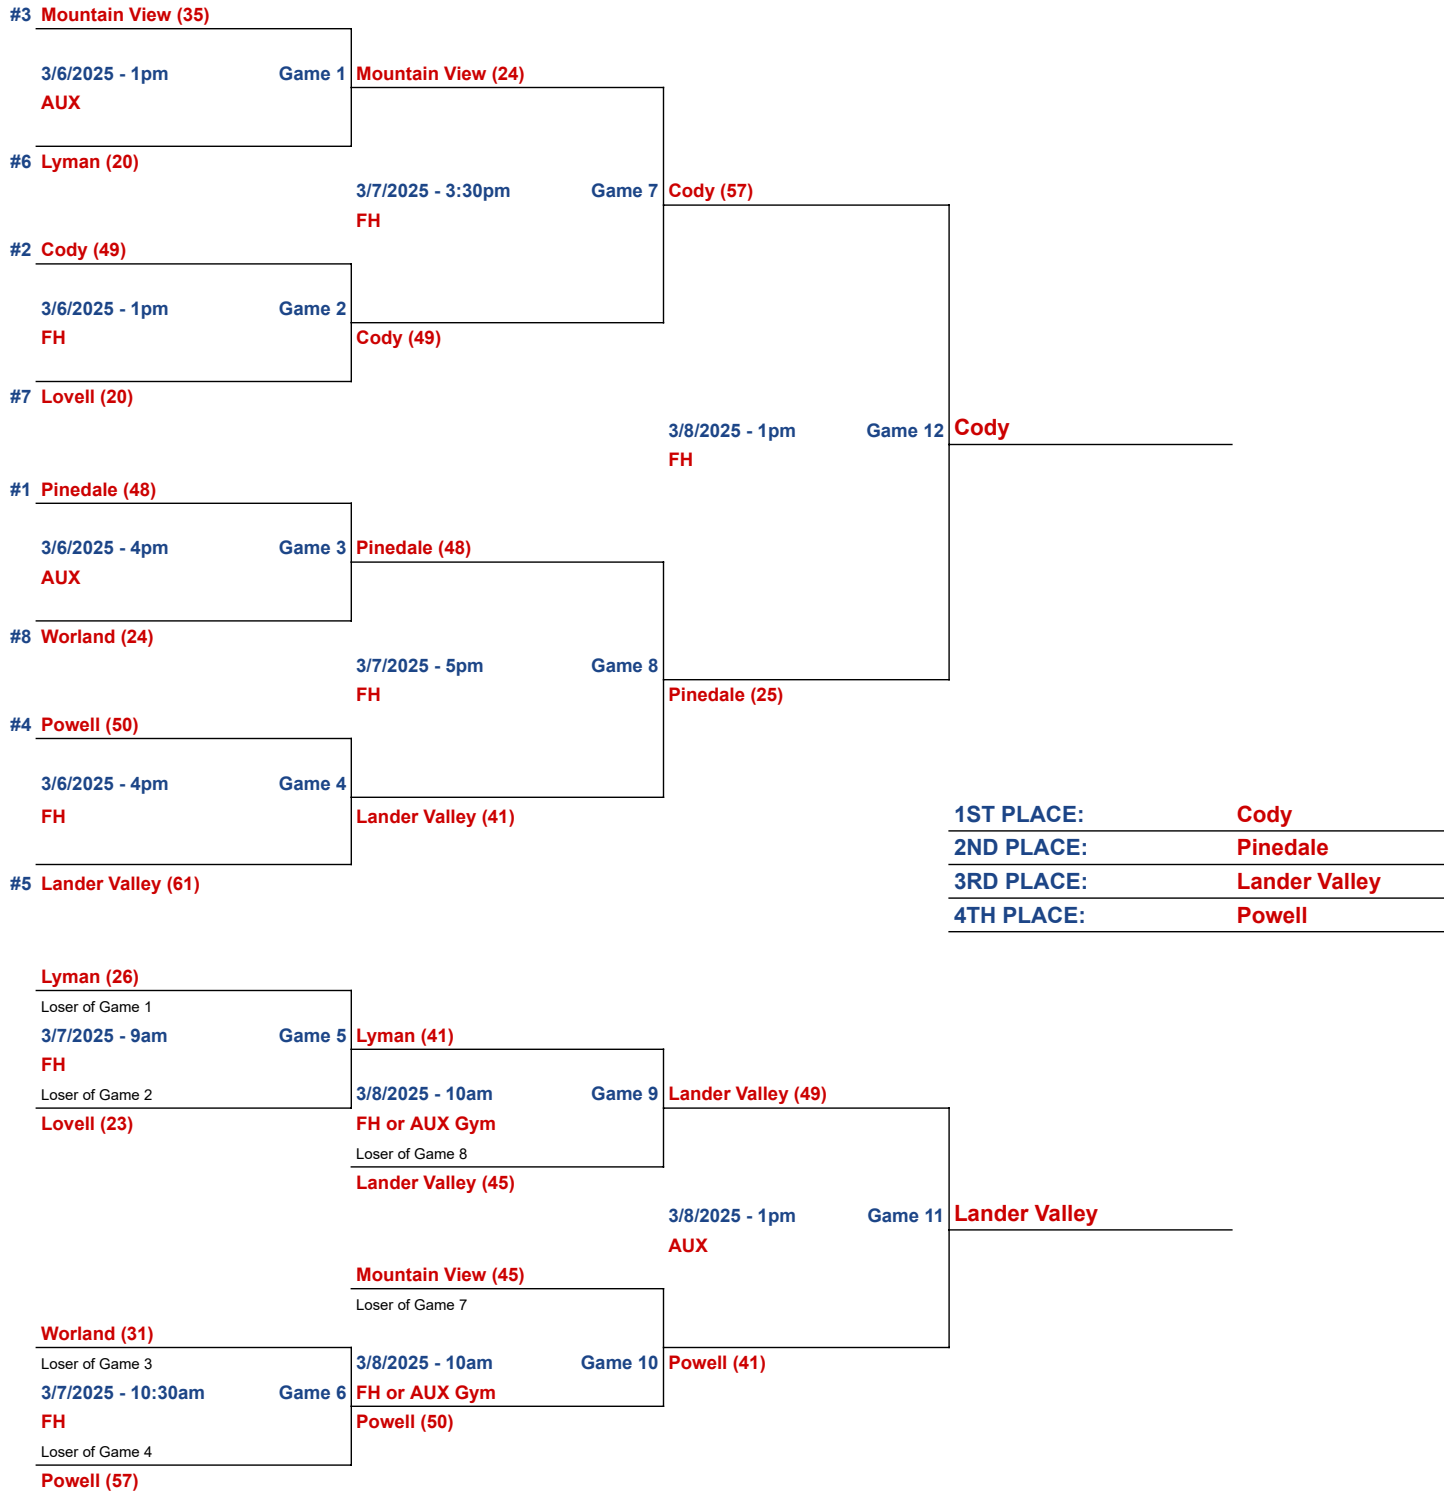 #3 Mountain View (35)
3/6/2025 - 1pm Game 1 Mountain View (24)
AUX
#6 Lyman (20)
3/7/2025 - 3:30pm Game 7 Cody (57)
FH
#2 Cody (49)
3/6/2025 - 1pm Game 2
FH Cody (49)
#7 Lovell (20)
3/8/2025 - 1pm Game 12 Cody
FH
#1 Pinedale (48)
3/6/2025 - 4pm Game 3 Pinedale (48)
AUX
#8 Worland (24)
3/7/2025 - 5pm Game 8
FH Pinedale (25)
#4 Powell (50)
3/6/2025 - 4pm Game 4
FH Lander Valley (41)
1ST PLACE: Cody
2ND PLACE: Pinedale
#5 Lander Valley (61)
3RD PLACE: Lander Valley
4TH PLACE: Powell
Lyman (26)
Loser of Game 1
3/7/2025 - 9am Game 5 Lyman (41)
FH
Loser of Game 2
3/8/2025 - 10am Game 9 Lander Valley (49)
Lovell (23)
FH or AUX Gym
Loser of Game 8
Lander Valley (45)
3/8/2025 - 1pm Game 11 Lander Valley
AUX
Mountain View (45)
Loser of Game 7
Worland (31)
Loser of Game 3
3/8/2025 - 10am Game 10 Powell (41)
3/7/2025 - 10:30am Game 6 FH or AUX Gym
FH
Powell (50)
Loser of Game 4
Powell (57)